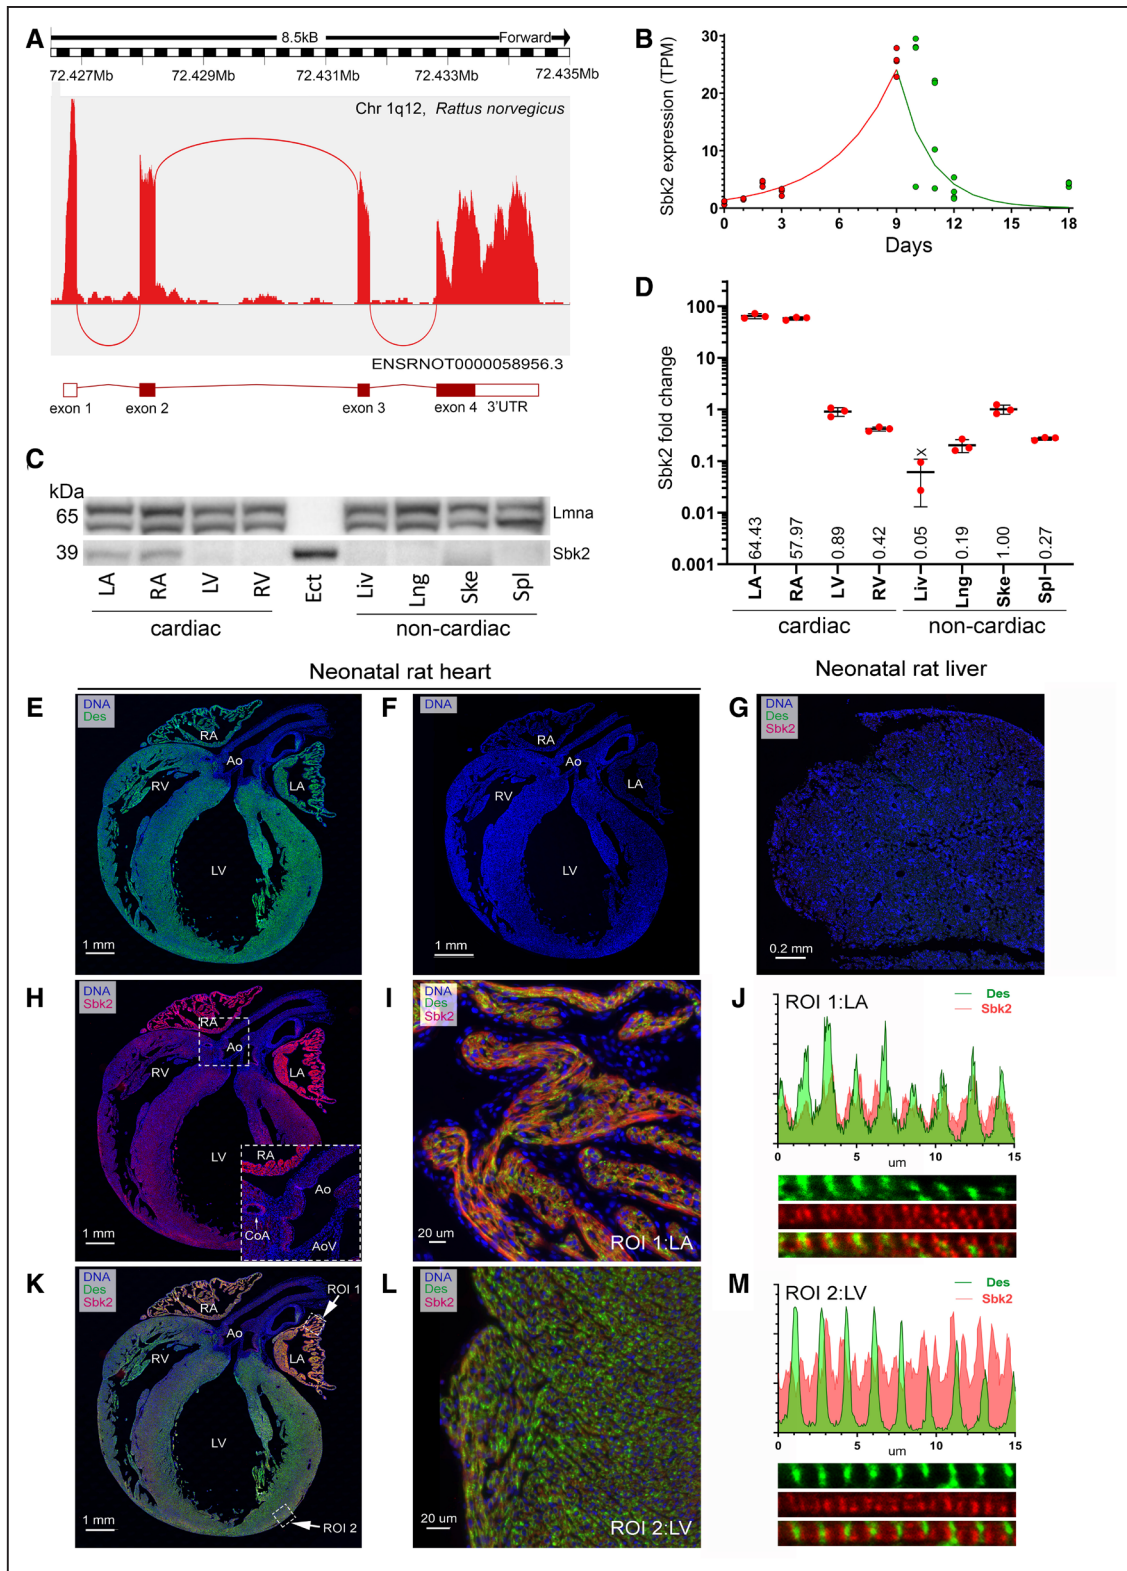 A
8.5kB
Forward
72.427Mb 72.429Mb 72.431Mb 72.433Mb 72.435Mb
Chr 1q12, Rattus norvegicus
ENSRNOT0000058956.3
exon 1 exon 2 exon 3 exon 4 3'UTR
B
Sbk2 expression (TPM)
30
20
10
0
0 3 6 9 12 15 18
Days
C
kDa
65
39
Lmna
Sbk2
LA RA LV RV Ect Liv Lng Ske Spl
cardiac non-cardiac
D
Sbk2 fold change
100
10
1
0.1
0.01
0.001
x
64.43 57.97 0.89 0.42 0.05 0.19 1.00 0.27
LA RA LV RV Liv Lng Ske Spl
cardiac non-cardiac
Neonatal rat heart
Neonatal rat liver
E
DNA
Des
RA
Ao
RV
LA
LV
1 mm
F
DNA
RA
Ao
RV
LA
LV
1 mm
G
DNA
Des
Sbk2
0.2 mm
H
DNA
Sbk2
RA
Ao
RV
LA
LV
RA
Ao
CoA
AoV
1 mm
I
DNA
Des
Sbk2
20 um
ROI 1:LA
J
ROI 1:LA
Des
Sbk2
0 5 10 15
um
K
DNA
Des
Sbk2
ROI 1
RA
Ao
RV
LA
LV
1 mm
ROI 2
L
DNA
Des
Sbk2
20 um
ROI 2:LV
M
ROI 2:LV
Des
Sbk2
0 5 10 15
um